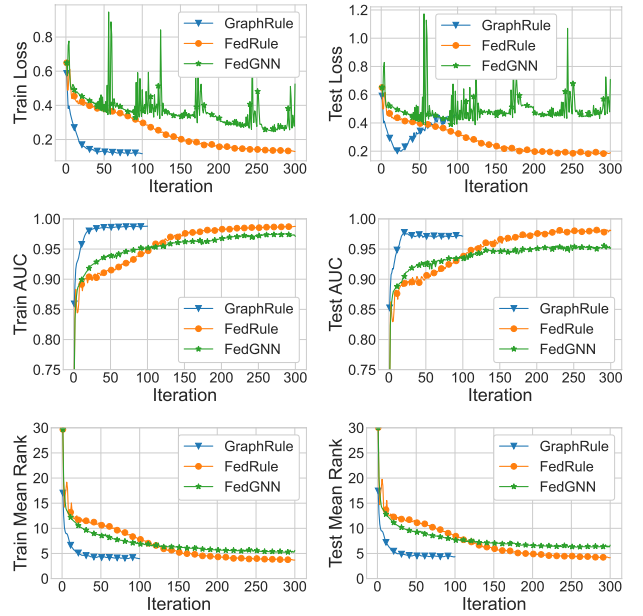 Train Loss
0.8
0.6
0.4
0.2
0 50 100 150 200 250 300
Iteration
GraphRule
FedRule
FedGNN
Test Loss
1.2
1.0
0.8
0.6
0.4
0.2
0 50 100 150 200 250 300
Iteration
GraphRule
FedRule
FedGNN
Train AUC
1.00
0.95
0.90
0.85
0.80
0.75
0 50 100 150 200 250 300
Iteration
GraphRule
FedRule
FedGNN
Test AUC
1.00
0.95
0.90
0.85
0.80
0.75
0 50 100 150 200 250 300
Iteration
GraphRule
FedRule
FedGNN
Train Mean Rank
30
25
20
15
10
5
0
0 50 100 150 200 250 300
Iteration
GraphRule
FedRule
FedGNN
Test Mean Rank
30
25
20
15
10
5
0
0 50 100 150 200 250 300
Iteration
GraphRule
FedRule
FedGNN